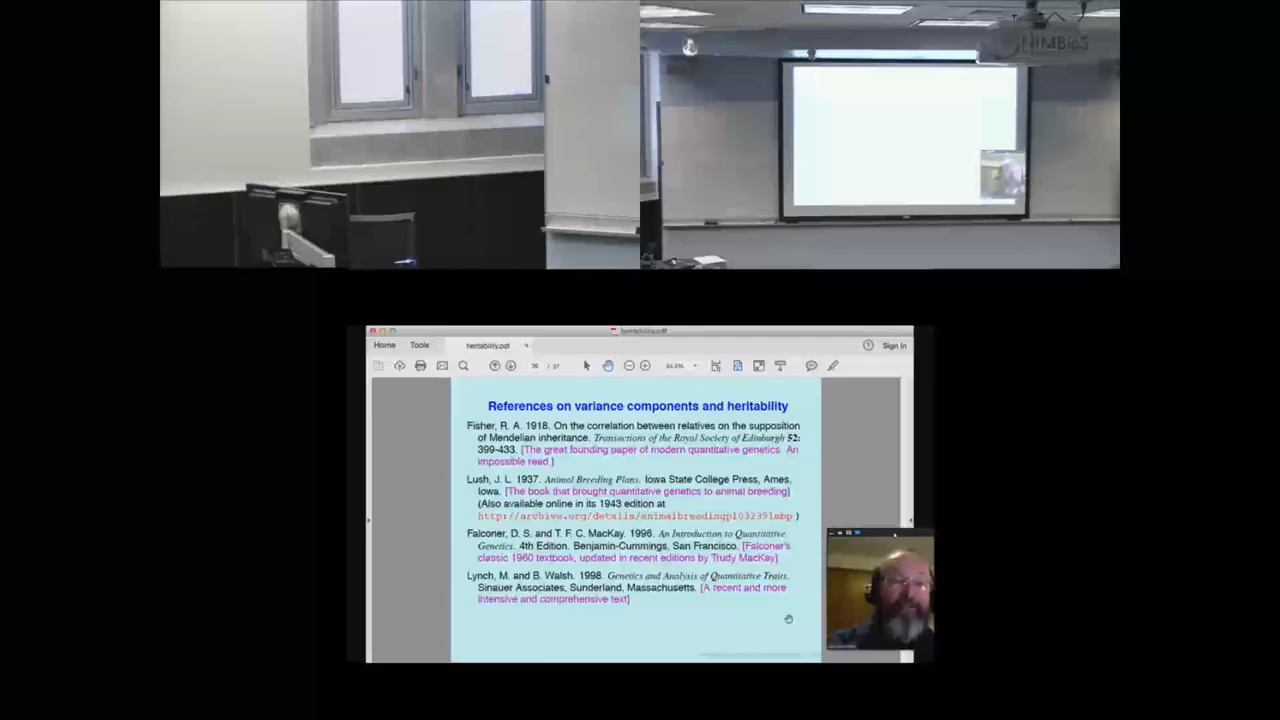 NIMBioS
heritability.pdf
Home Tools heritability.pdf × Sign In
36 / 37 64.4%
References on variance components and heritability
Fisher, R. A. 1918. On the correlation between relatives on the supposition
of Mendelian inheritance. Transactions of the Royal Society of Edinburgh 52:
399-433. [The great founding paper of modern quantitative genetics. An
impossible read.]
Lush, J. L. 1937. Animal Breeding Plans. Iowa State College Press, Ames,
Iowa. [The book that brought quantitative genetics to animal breeding]
(Also available online in its 1943 edition at
http://archive.org/details/animalbreedingpl032391mbp )
Falconer, D. S. and T. F. C. MacKay. 1996. An Introduction to Quantitative
Genetics. 4th Edition. Benjamin-Cummings, San Francisco. [Falconer's
classic 1960 textbook, updated in recent editions by Trudy MacKay]
Lynch, M. and B. Walsh. 1998. Genetics and Analysis of Quantitative Traits.
Sinauer Associates, Sunderland, Massachusetts. [A recent and more
intensive and comprehensive text]